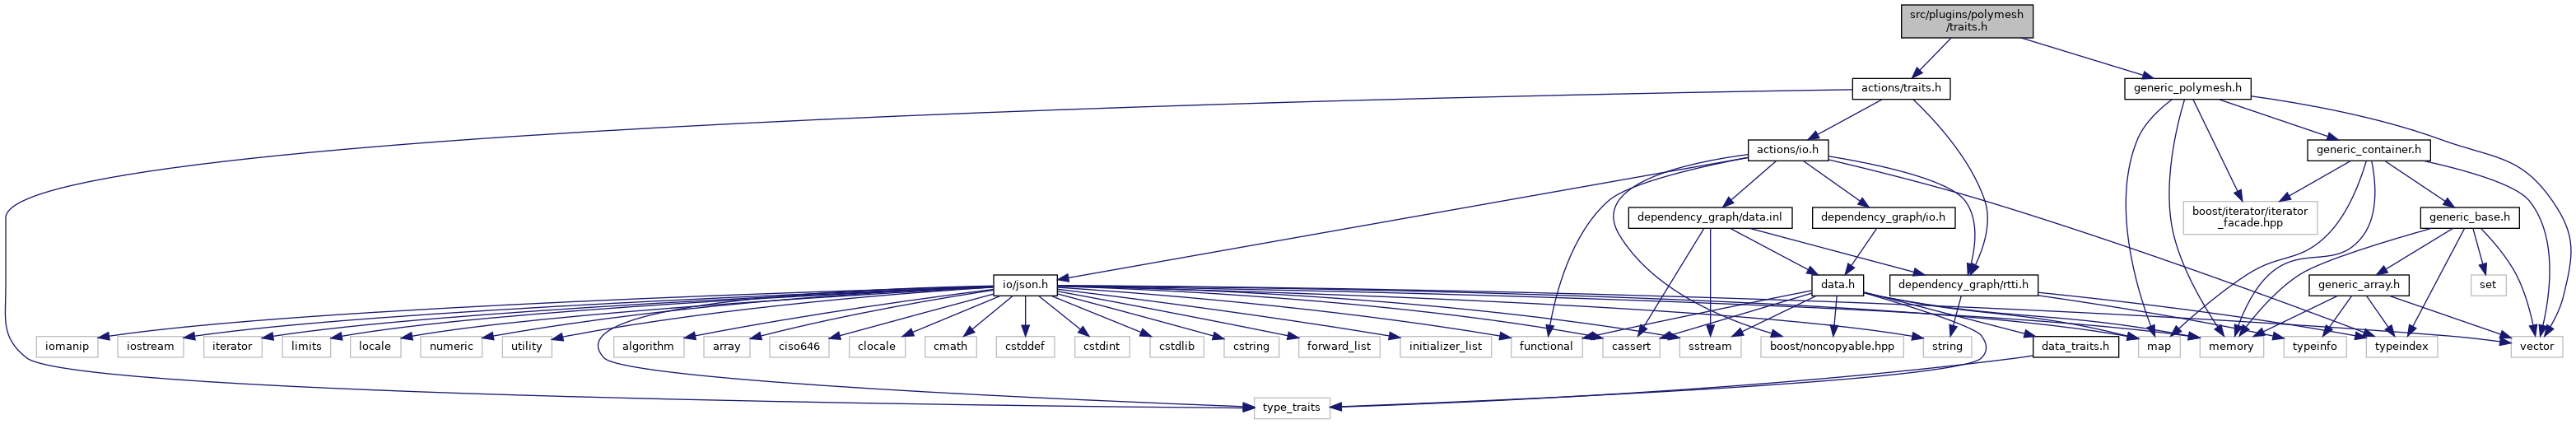 src/plugins/polymesh
/traits.h
actions/traits.h
generic_polymesh.h
actions/io.h
generic_container.h
dependency_graph/data.inl
dependency_graph/io.h
boost/iterator/iterator
_facade.hpp
generic_base.h
io/json.h
data.h
dependency_graph/rtti.h
generic_array.h
set
iomanip
iostream
iterator
limits
locale
numeric
utility
algorithm
array
ciso646
clocale
cmath
cstddef
cstdint
cstdlib
cstring
forward_list
initializer_list
functional
cassert
sstream
boost/noncopyable.hpp
string
data_traits.h
map
memory
typeinfo
typeindex
vector
type_traits